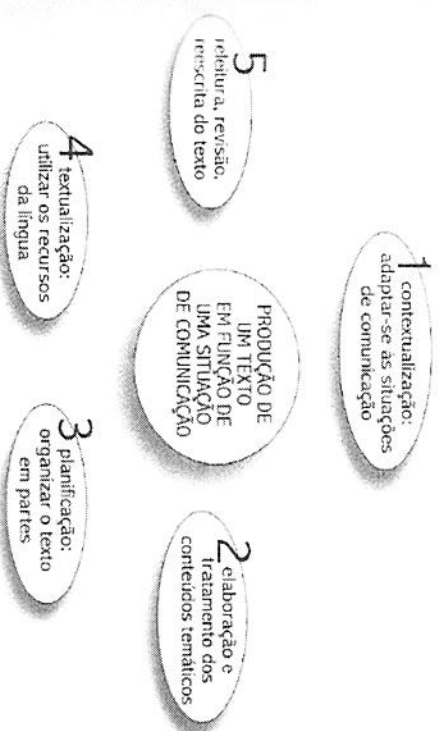 1 contextualização:
adaptar-se às situações
de comunicação
PRODUÇÃO DE
UM TEXTO
EM FUNÇÃO DE
UMA SITUAÇÃO
DE COMUNICAÇÃO
2 elaboração e
tratamento dos
conteúdos temáticos
3 planificação:
organizar o texto
em partes
4 textualização:
utilizar os recursos
da língua
5
releitura, revisão,
reescrita do texto